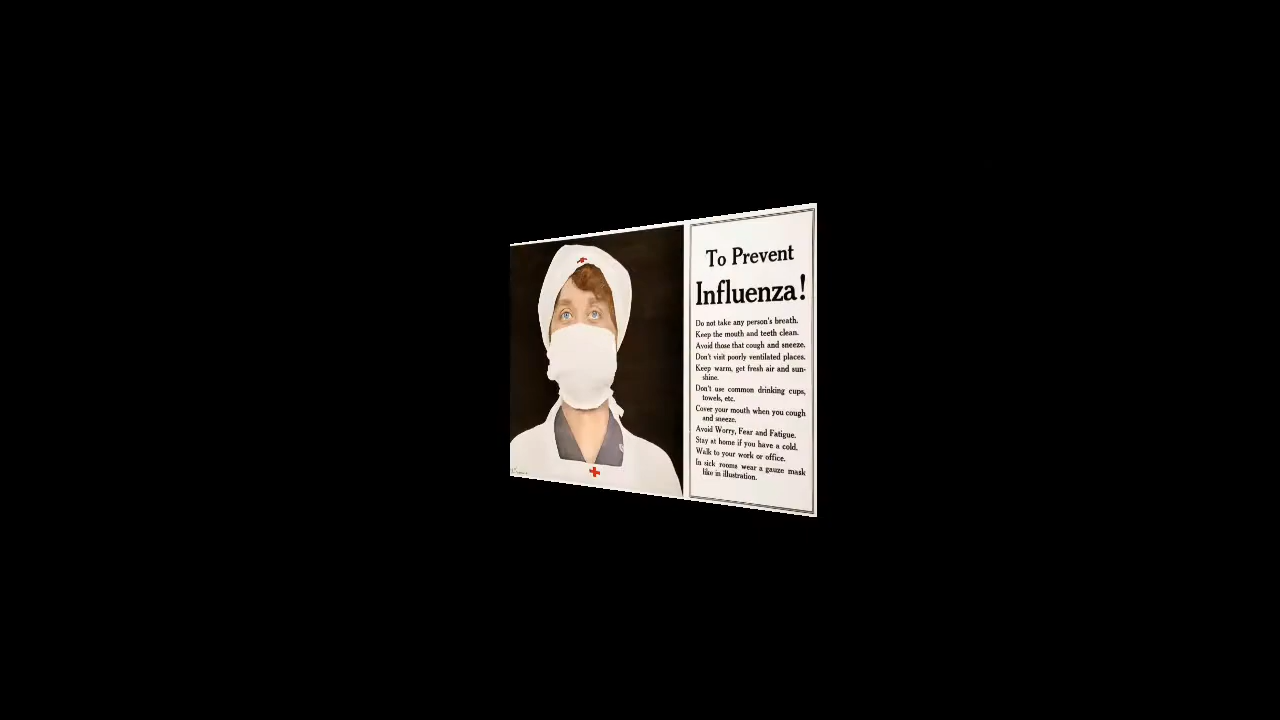 To Prevent
Influenza!
Do not take any person's breath.
Keep the mouth and teeth clean.
Avoid those that cough and sneeze.
Don't visit poorly ventilated places.
Keep warm, get fresh air and sun-
shine.
Don't use common drinking cups,
towels, etc.
Cover your mouth when you cough
and sneeze.
Avoid Worry, Fear and Fatigue.
Stay at home if you have a cold.
Walk to your work or office.
In sick rooms wear a gauze mask
like in illustration.